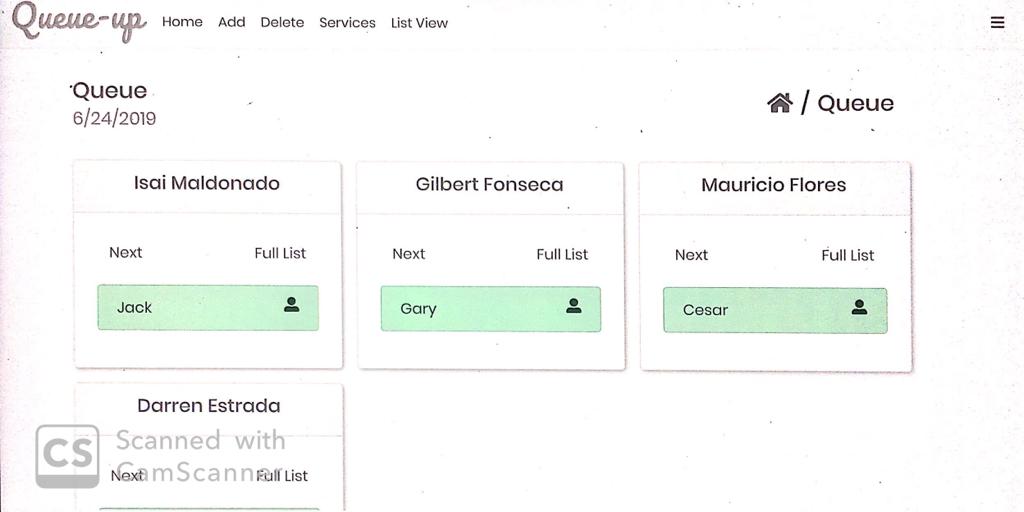 Queue-up Home Add Delete Services List View
Queue
6/24/2019
/ Queue
Isai Maldonado
Next Full List
Jack
Gilbert Fonseca
Next Full List
Gary
Mauricio Flores
Next Full List
Cesar
Darren Estrada
Next Full List
CS Scanned with
CamScanner